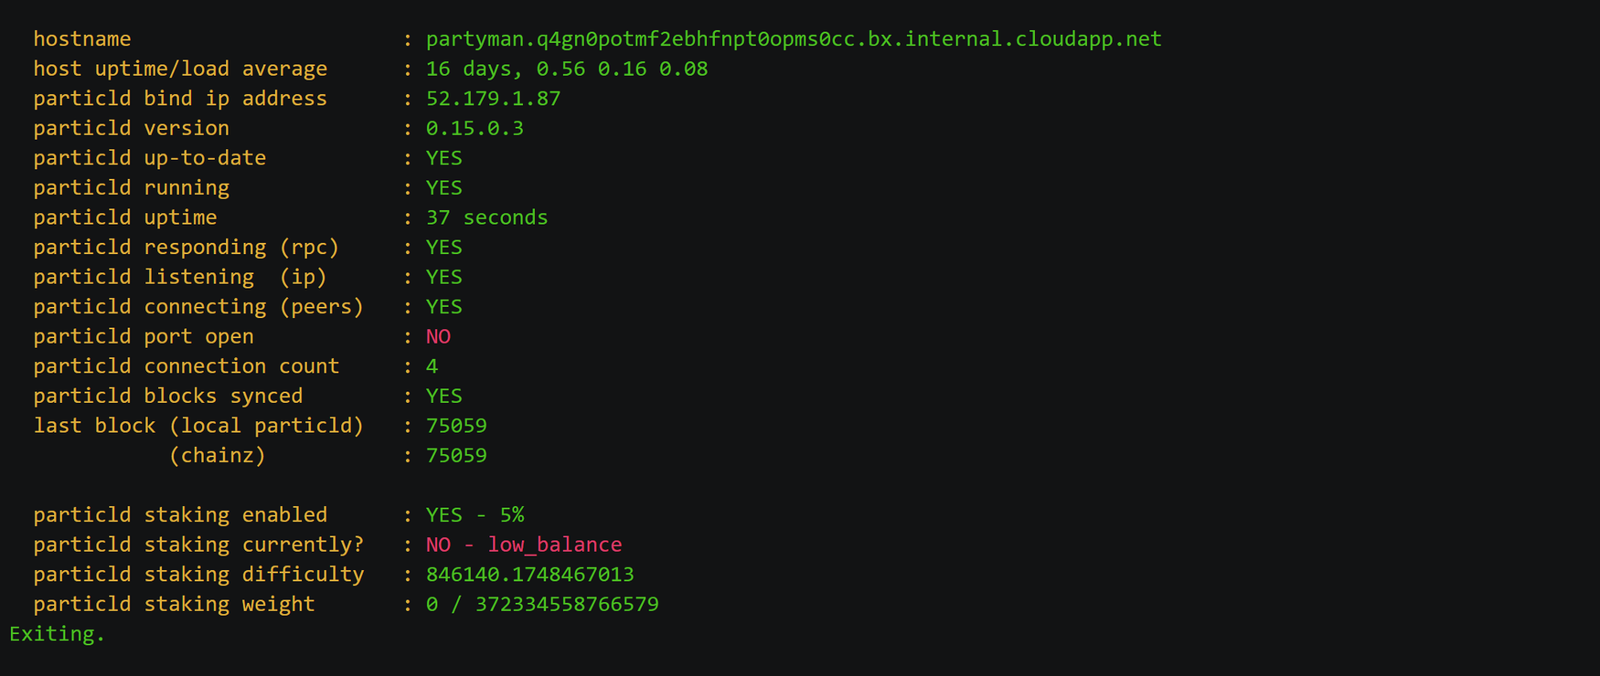 hostname : partyman.q4gn0potmf2ebhfnpt0opms0cc.bx.internal.cloudapp.net
host uptime/load average : 16 days, 0.56 0.16 0.08
particld bind ip address : 52.179.1.87
particld version : 0.15.0.3
particld up-to-date : YES
particld running : YES
particld uptime : 37 seconds
particld responding (rpc) : YES
particld listening (ip) : YES
particld connecting (peers) : YES
particld port open : NO
particld connection count : 4
particld blocks synced : YES
last block (local particld) : 75059
(chainz) : 75059
particld staking enabled : YES - 5%
particld staking currently? : NO - low_balance
particld staking difficulty : 846140.1748467013
particld staking weight : 0 / 372334558766579
Exiting.